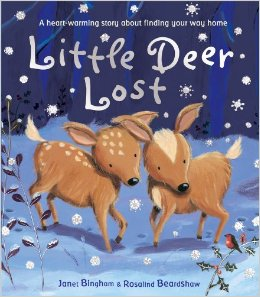 A heart-warming story about finding your way home
Little Deer
Lost
Janet Bingham & Rosalind Beardshaw